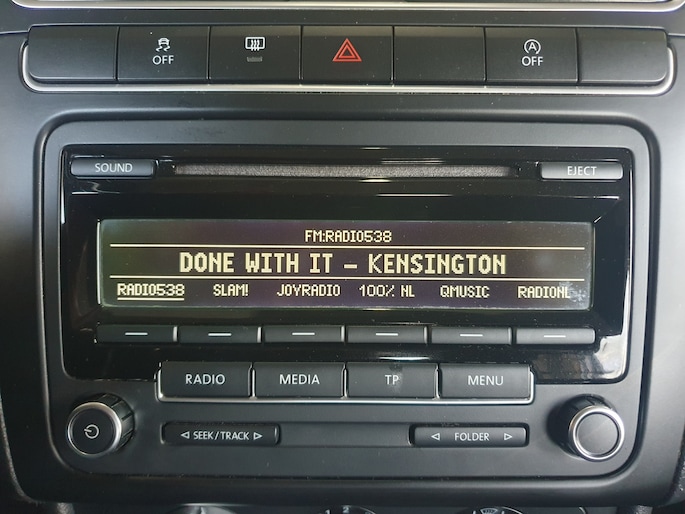 OFF
A
OFF
SOUND
EJECT
FM:RADIO538
DONE WITH IT – KENSINGTON
RADIO538 SLAM! JOYRADIO 100% NL QMUSIC RADIONL
RADIO MEDIA TP MENU
SEEK/TRACK
FOLDER
2